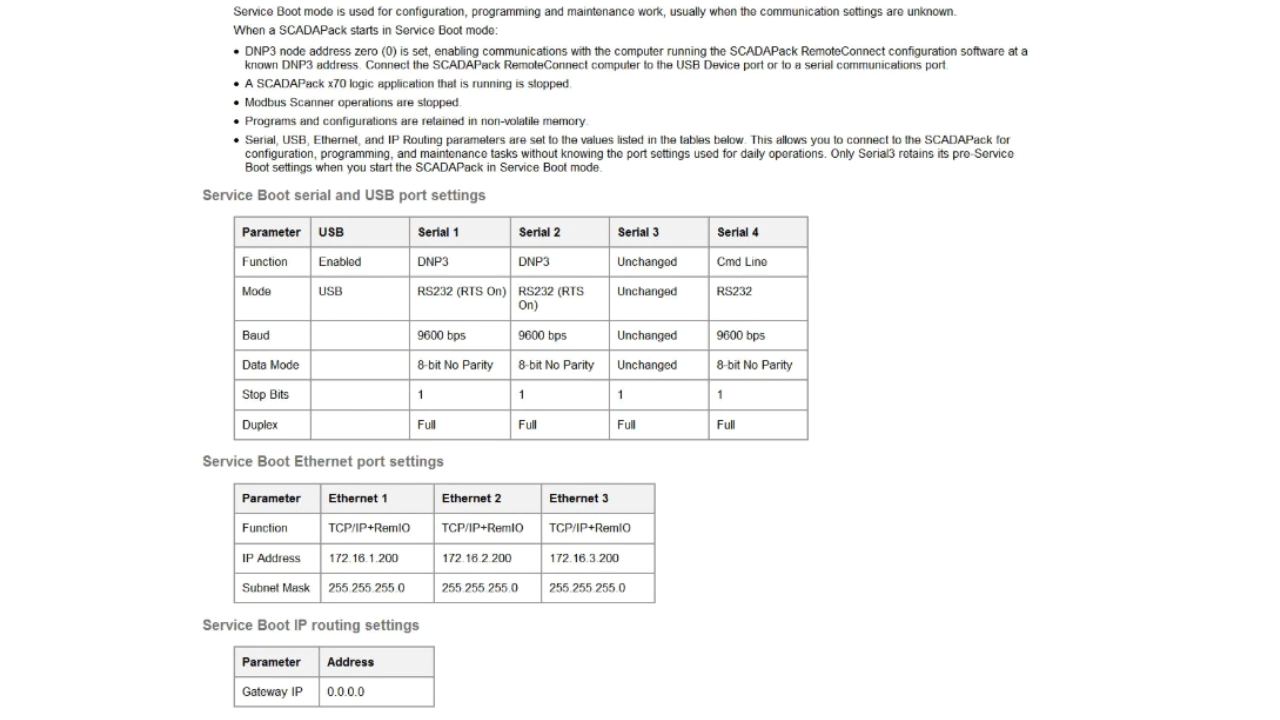 Service Boot mode is used for configuration, programming and maintenance work, usually when the communication settings are unknown.
When a SCADAPack starts in Service Boot mode:
• DNP3 node address zero (0) is set, enabling communications with the computer running the SCADAPack RemoteConnect configuration software at a
known DNP3 address. Connect the SCADAPack RemoteConnect computer to the USB Device port or to a serial communications port.
• A SCADAPack x70 logic application that is running is stopped.
• Modbus Scanner operations are stopped.
• Programs and configurations are retained in non-volatile memory.
• Serial, USB, Ethernet, and IP Routing parameters are set to the values listed in the tables below. This allows you to connect to the SCADAPack for
configuration, programming, and maintenance tasks without knowing the port settings used for daily operations. Only Serial3 retains its pre-Service
Boot settings when you start the SCADAPack in Service Boot mode.
Service Boot serial and USB port settings
Parameter USB Serial 1 Serial 2 Serial 3 Serial 4
Function Enabled DNP3 DNP3 Unchanged Cmd Line
Mode USB RS232 (RTS On) RS232 (RTS Unchanged RS232
On)
Baud 9600 bps 9600 bps Unchanged 9600 bps
Data Mode 8-bit No Parity 8-bit No Parity Unchanged 8-bit No Parity
Stop Bits 1 1 1 1
Duplex Full Full Full Full
Service Boot Ethernet port settings
Parameter Ethernet 1 Ethernet 2 Ethernet 3
Function TCP/IP+RemIO TCP/IP+RemIO TCP/IP+RemIO
IP Address 172.16.1.200 172.16.2.200 172.16.3.200
Subnet Mask 255.255.255.0 255.255.255.0 255.255.255.0
Service Boot IP routing settings
Parameter Address
Gateway IP 0.0.0.0